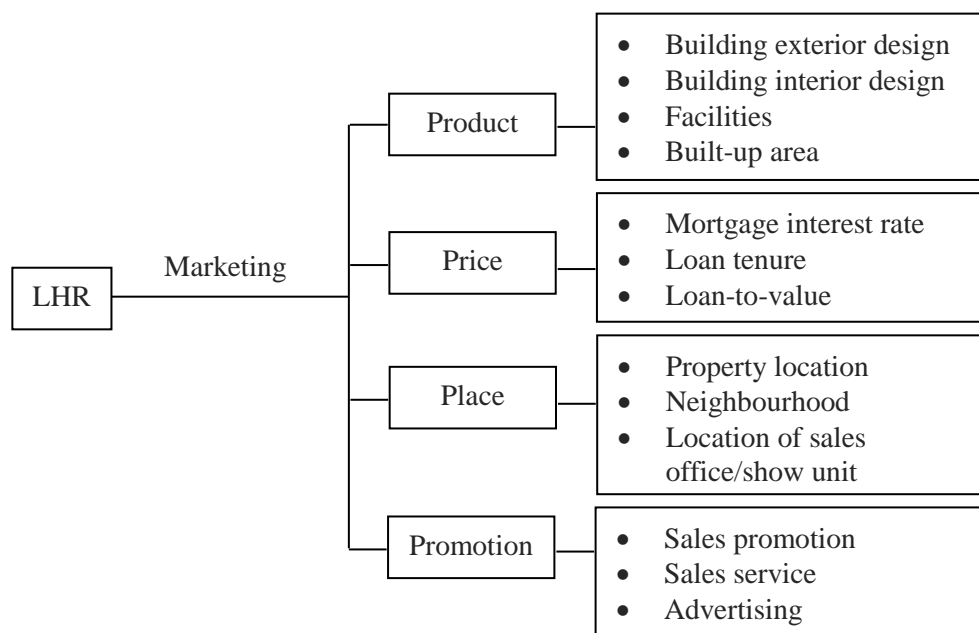 LHR
Marketing
Product
• Building exterior design
• Building interior design
• Facilities
• Built-up area
Price
• Mortgage interest rate
• Loan tenure
• Loan-to-value
Place
• Property location
• Neighbourhood
• Location of sales
office/show unit
Promotion
• Sales promotion
• Sales service
• Advertising